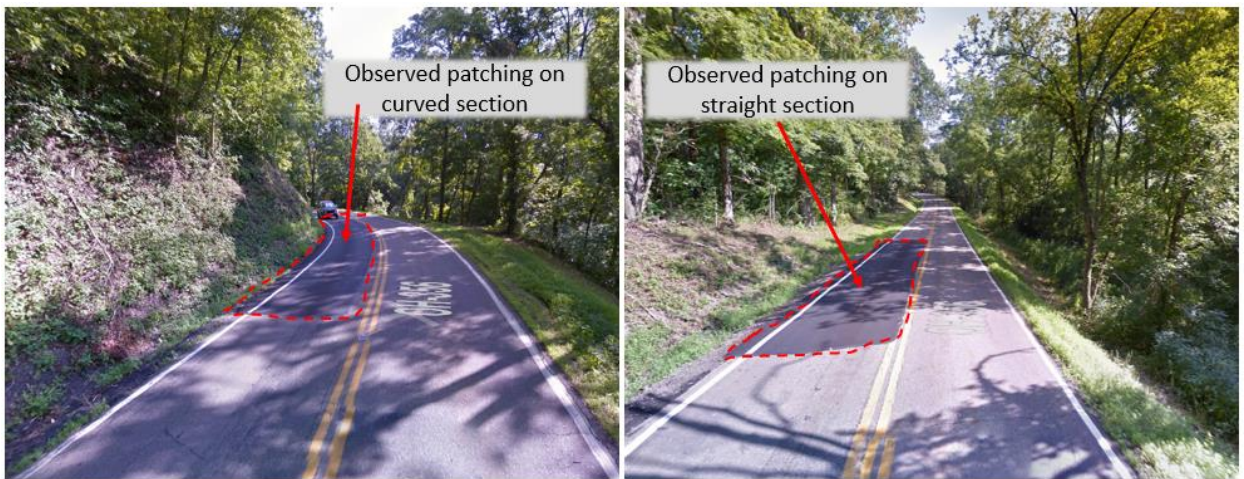 Observed patching on
curved section
Observed patching on
straight section